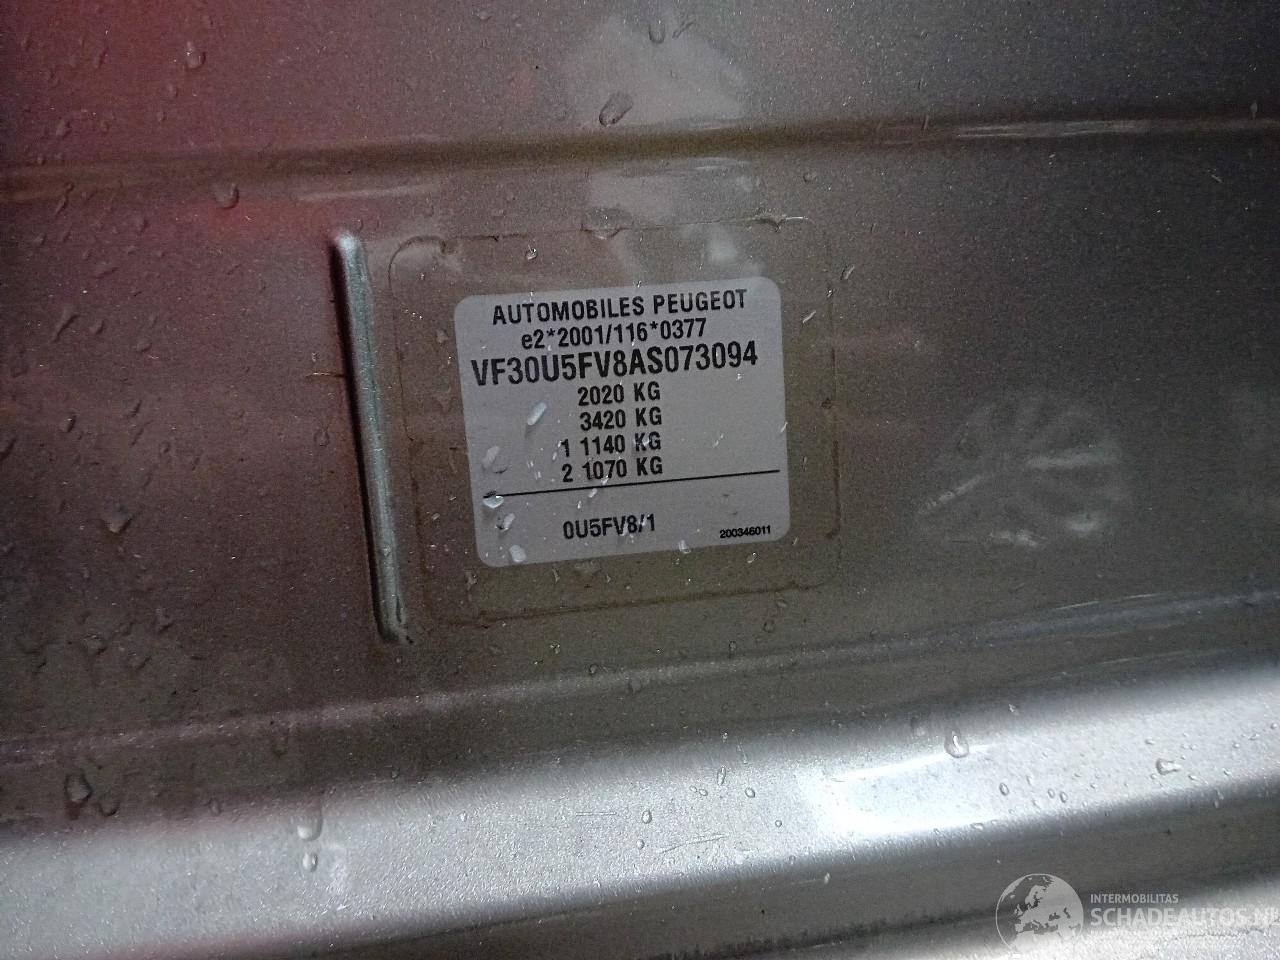 AUTOMOBILES PEUGEOT
e2*2001/116*0377
VF30U5FV8AS073094
2020 KG
3420 KG
1 1140 KG
2 1070 KG
0U5FV8/1
200346011
INTERMOBILITAS
SCHADEAUTOS.NL